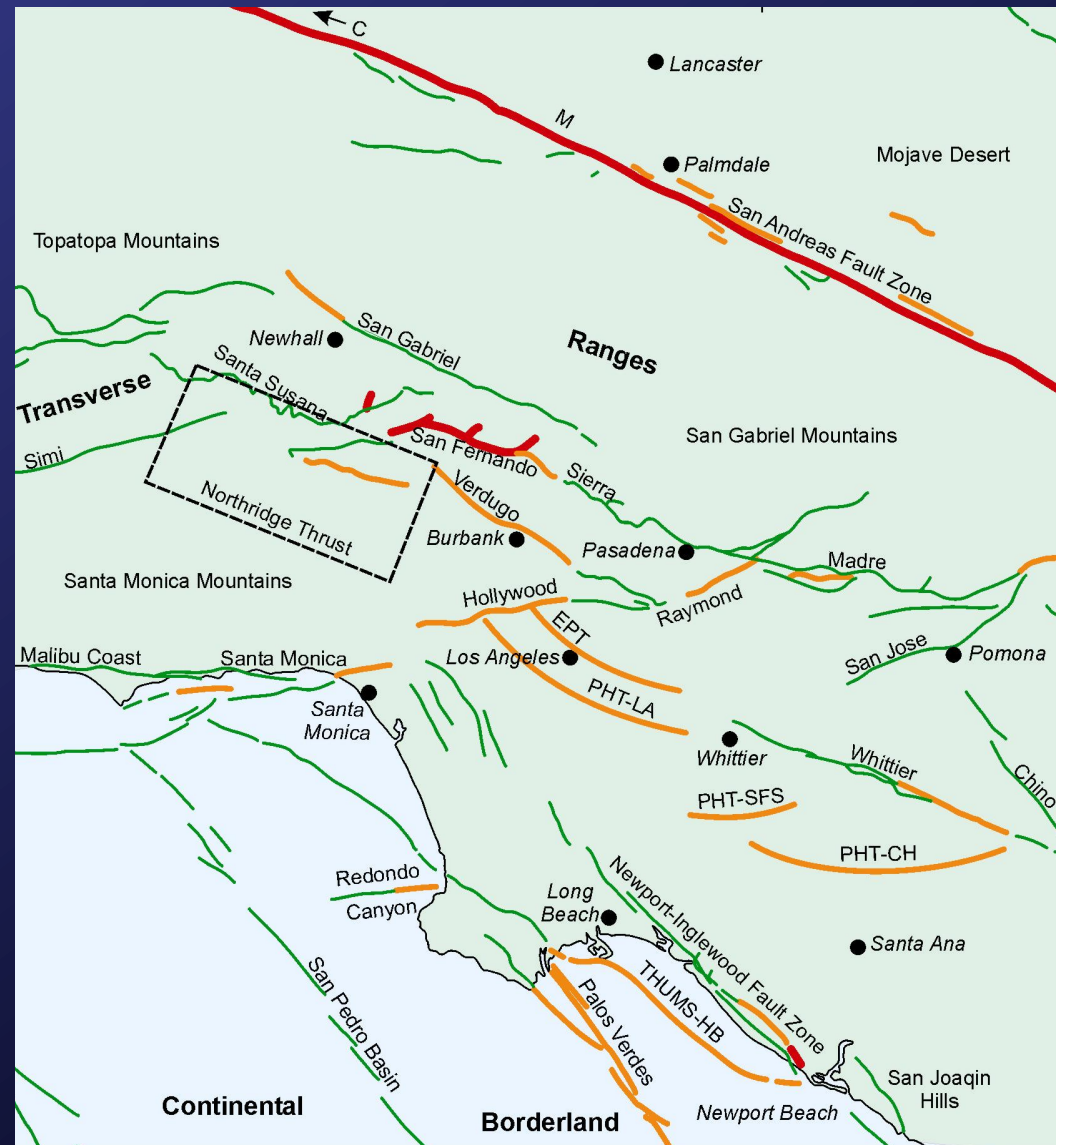 C
Lancaster
M
Mojave Desert
Palmdale
San Andreas Fault Zone
Topatopa Mountains
Newhall
San Gabriel
Ranges
Santa Susana
Transverse
San Gabriel Mountains
San Fernando
Simi
Sierra
Verdugo
Northridge Thrust
Burbank
Pasadena
Madre
Santa Monica Mountains
Hollywood
Raymond
EPT
San Jose
Pomona
Malibu Coast
Santa Monica
Los Angeles
PHT-LA
Santa
Monica
Whittier
Whittier
Chino
PHT-SFS
PHT-CH
Redondo
Canyon
Newport-Inglewood Fault Zone
Long
Beach
Santa Ana
San Pedro Basin
THUMS-HB
Palos Verdes
San Joaqin
Hills
Continental
Newport Beach
Borderland